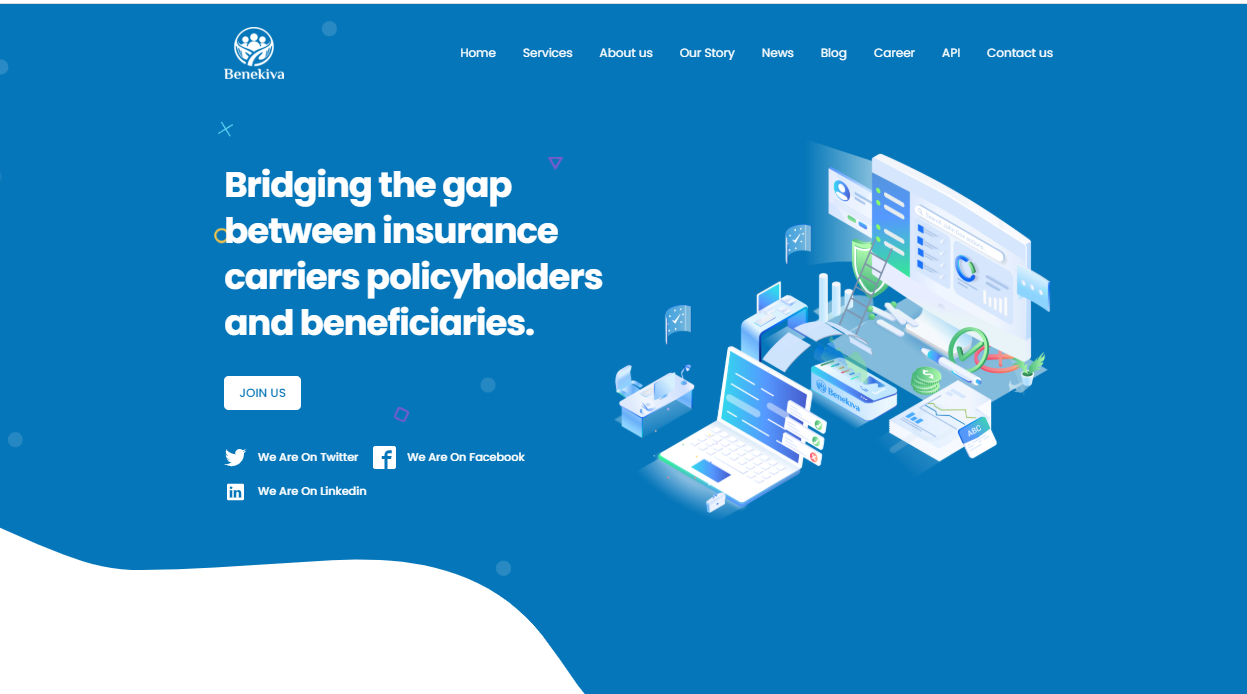 Benekiva
Home Services About us Our Story News Blog Career API Contact us
Bridging the gap
between insurance
carriers policyholders
and beneficiaries.
JOIN US
We Are On Twitter We Are On Facebook
We Are On Linkedin
Benekiva
ABC